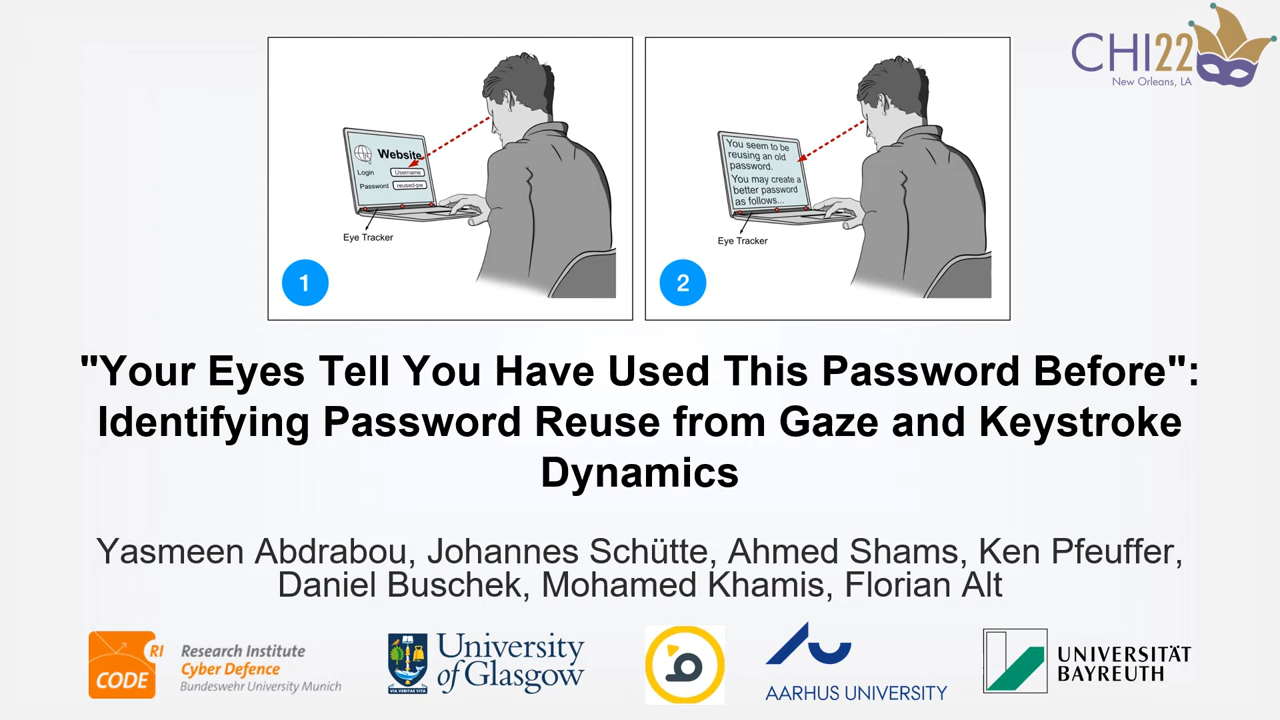 CHI22
New Orleans, LA
Website
Login
Username
Password
reused-pw
Eye Tracker
1
You seem to be
reusing an old
password.
You may create a
better password
as follows...
Eye Tracker
2
"Your Eyes Tell You Have Used This Password Before":
Identifying Password Reuse from Gaze and Keystroke
Dynamics
Yasmeen Abdrabou, Johannes Schütte, Ahmed Shams, Ken Pfeuffer,
Daniel Buschek, Mohamed Khamis, Florian Alt
RI
CODE
Research Institute
Cyber Defence
Bundeswehr University Munich
VIA VERITAS VITA
University
of Glasgow
AARHUS UNIVERSITY
UNIVERSITÄT
BAYREUTH